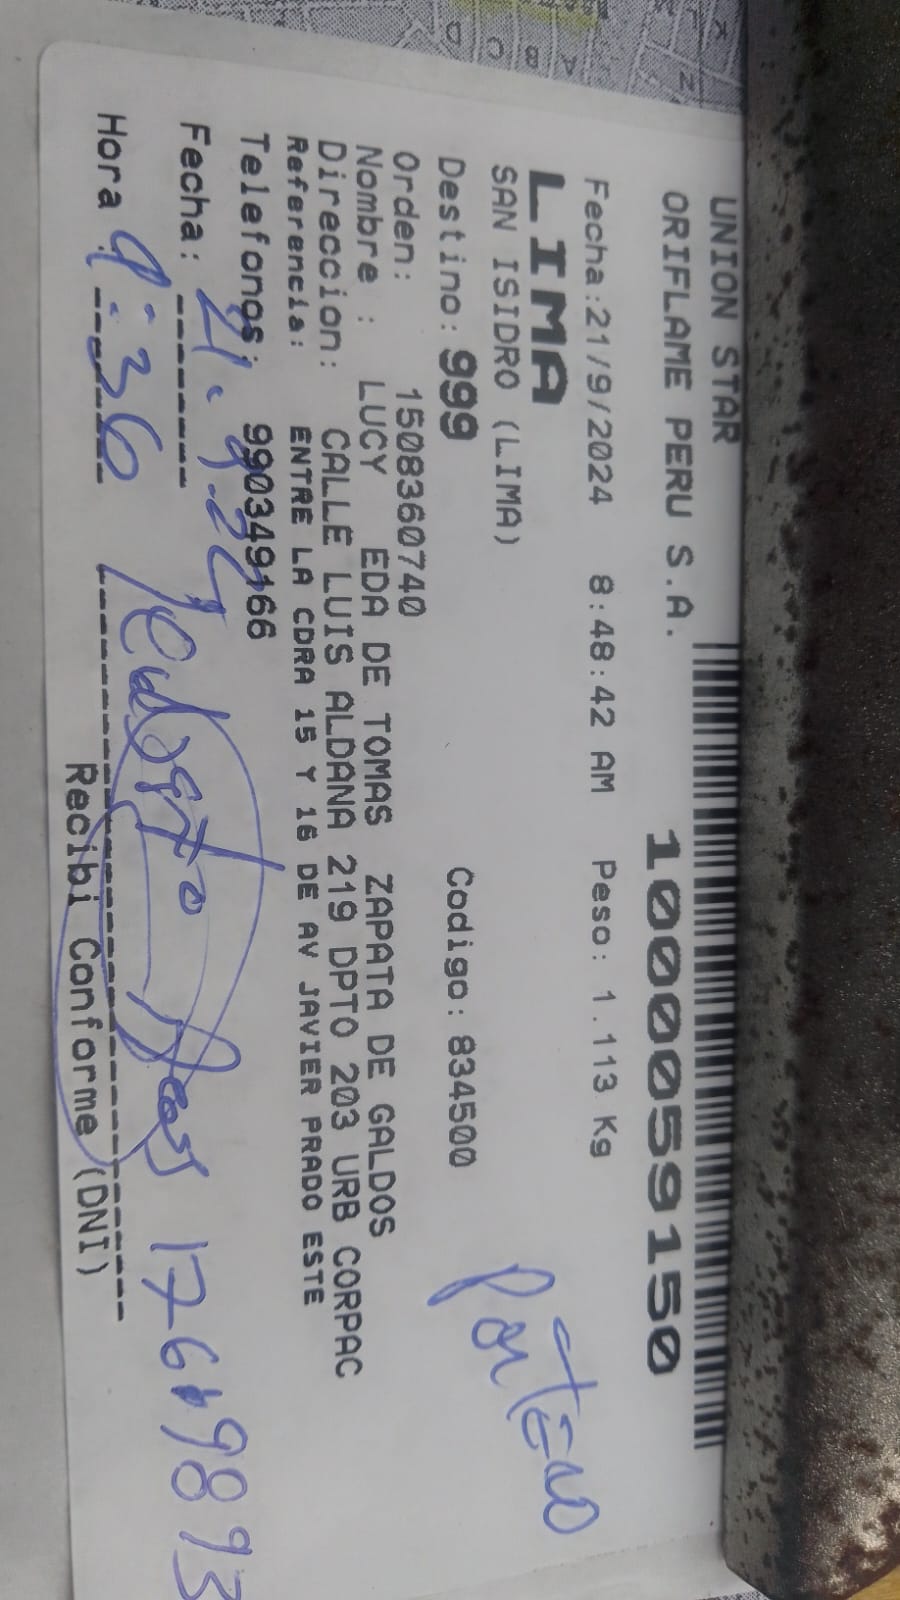 UNION STAR
ORIFLAME PERU S.A.
1000059150
Fecha:21/9/2024 8:48:42 AM Peso: 1.113 Kg
LIMA
SAN ISIDRO (LIMA)
Destino: 999 Codigo: 834500
Porteno
Orden: 1508360740
Nombre : LUCY EDA DE TOMAS ZAPATA DE GALDOS
Direccion: CALLE LUIS ALDANA 219 DPTO 203 URB CORPAC
Referencia: ENTRE LA CDRA 15 Y 16 DE AV JAVIER PRADO ESTE
Telefonos: 990349166
Fecha: 21.9.24
Hora 9:36
Recibi Conforme (DNI)